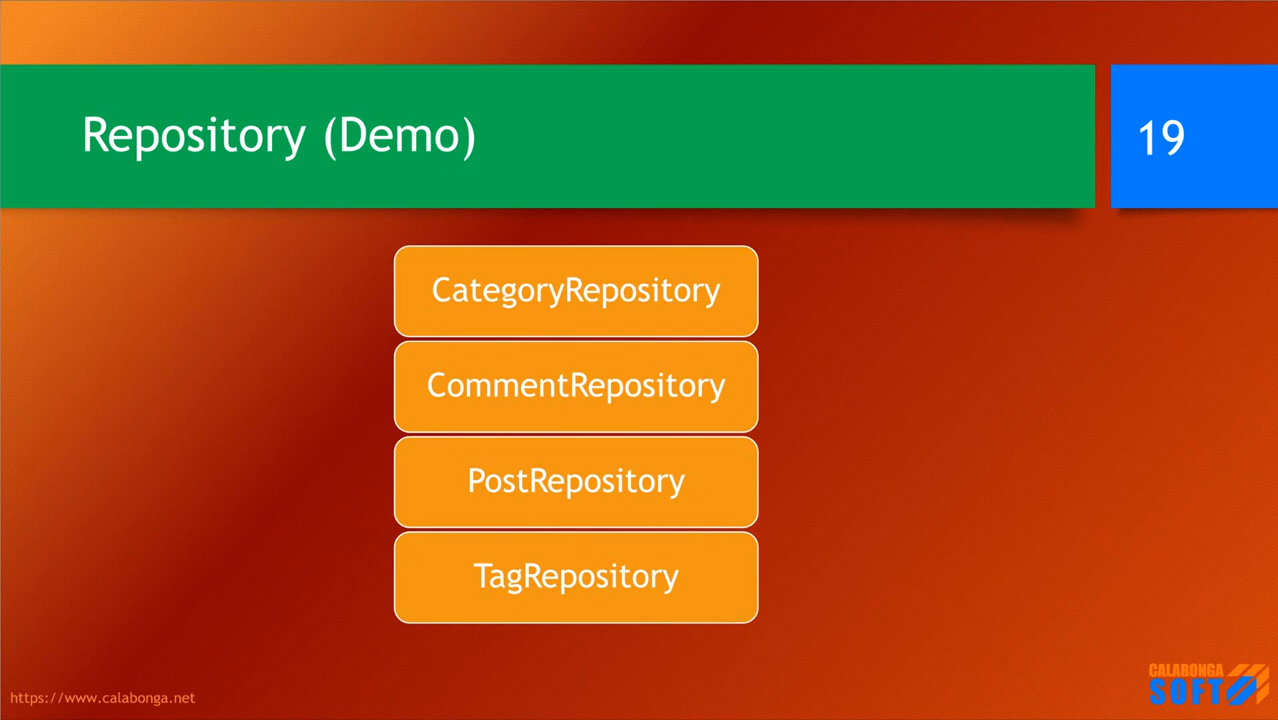 Repository (Demo)
19
CategoryRepository
CommentRepository
PostRepository
TagRepository
https://www.calabonga.net
CALABONGA
SOFT